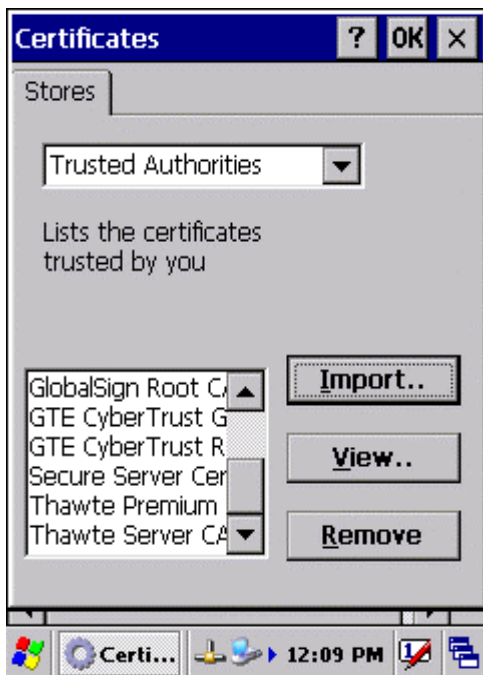 Certificates ? OK ×
Stores
Trusted Authorities
Lists the certificates
trusted by you
GlobalSign Root CA
GTE CyberTrust G
GTE CyberTrust R
Secure Server Cer
Thawte Premium
Thawte Server CA
Import..
View..
Remove
Certi... 12:09 PM